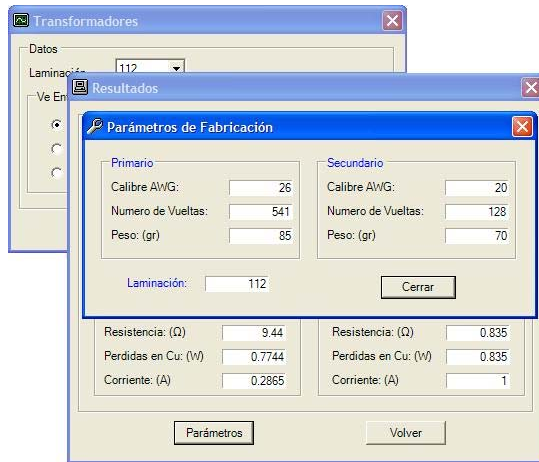 Transformadores
Datos
Laminación 112
Resultados
Parámetros de Fabricación
Primario
Calibre AWG: 26
Numero de Vueltas: 541
Peso: (gr) 85
Secundario
Calibre AWG: 20
Numero de Vueltas: 128
Peso: (gr) 70
Laminación: 112
Cerrar
Resistencia: (Ω) 9.44
Perdidas en Cu: (W) 0.7744
Corriente: (A) 0.2865
Resistencia: (Ω) 0.835
Perdidas en Cu: (W) 0.835
Corriente: (A) 1
Parámetros
Volver